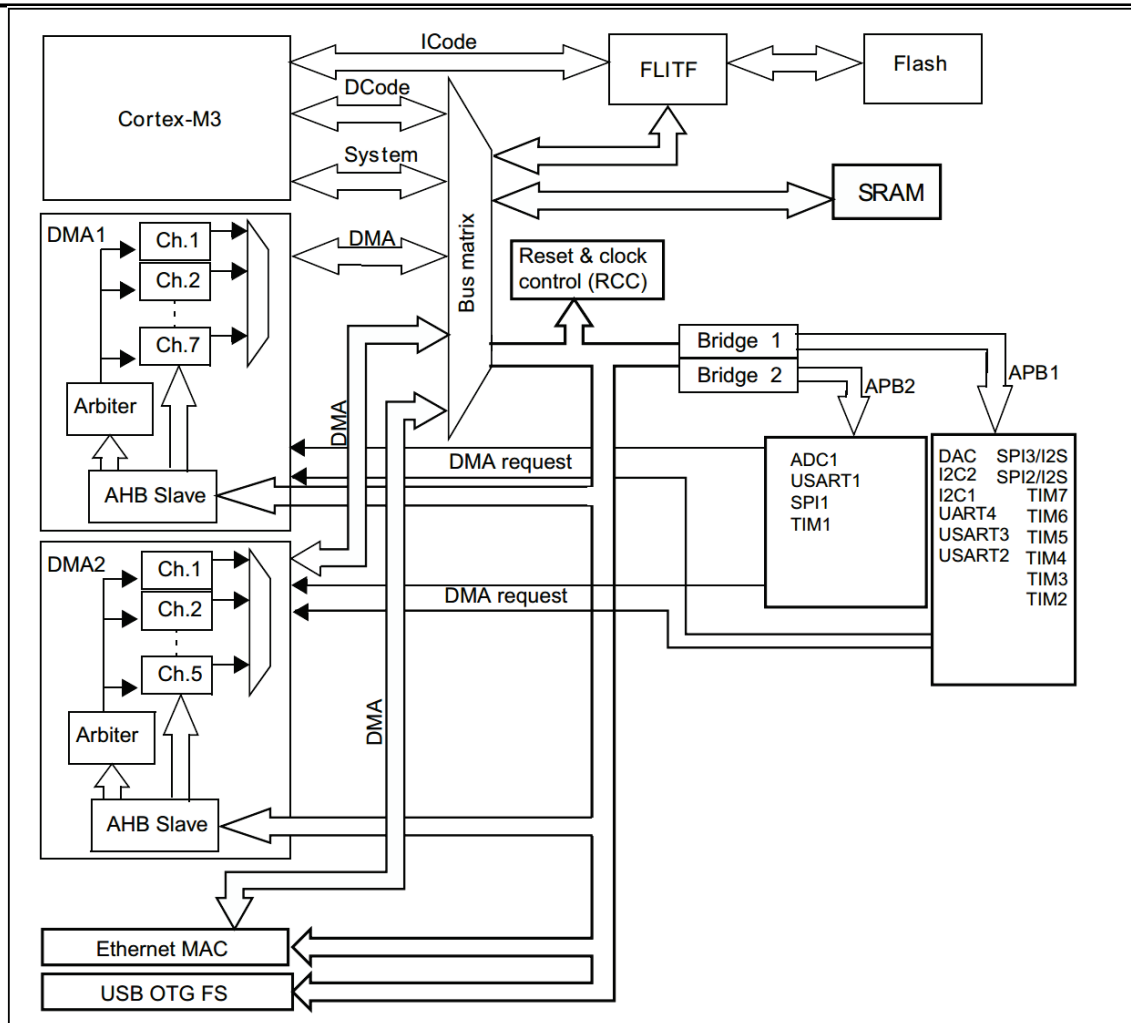 ICode
FLITF
Flash
Cortex-M3
DCode
System
SRAM
DMA1
Ch.1
Ch.2
Ch.7
Arbiter
AHB Slave
DMA
Bus matrix
Reset & clock
control (RCC)
Bridge 1
Bridge 2
APB2
APB1
DMA
DMA request
ADC1
USART1
SPI1
TIM1
DAC SPI3/I2S
I2C2 SPI2/I2S
I2C1 TIM7
UART4 TIM6
USART3 TIM5
USART2 TIM4
TIM3
TIM2
DMA2
Ch.1
Ch.2
Ch.5
Arbiter
AHB Slave
DMA request
DMA
Ethernet MAC
USB OTG FS